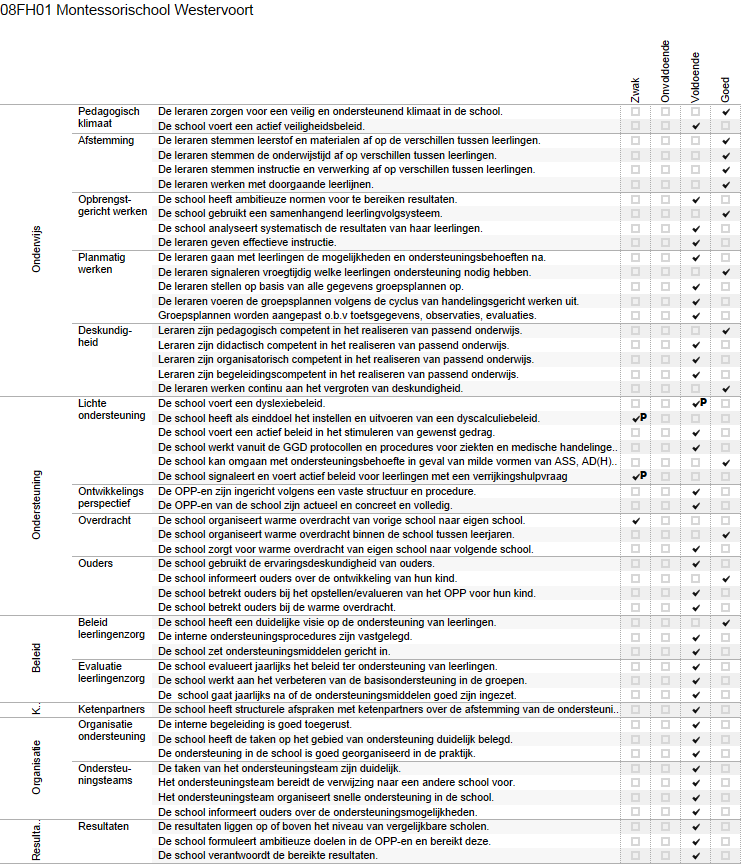 08FH01 Montessorischool Westervoort
Zwak
Onvoldoende
Voldoende
Goed
Onderwijs
Pedagogisch klimaat
De leraren zorgen voor een veilig en ondersteunend klimaat in de school.
De school voert een actief veiligheidsbeleid.
Afstemming
De leraren stemmen leerstof en materialen af op de verschillen tussen leerlingen.
De leraren stemmen de onderwijstijd af op verschillen tussen leerlingen.
De leraren stemmen instructie en verwerking af op verschillen tussen leerlingen.
De leraren werken met doorgaande leerlijnen.
Opbrengst-
gericht werken
De school heeft ambitieuze normen voor te bereiken resultaten.
De school gebruikt een samenhangend leerlingvolgsysteem.
De school analyseert systematisch de resultaten van haar leerlingen.
De leraren geven effectieve instructie.
Planmatig
werken
De leraren gaan met leerlingen de mogelijkheden en ondersteuningsbehoeften na.
De leraren signaleren vroegtijdig welke leerlingen ondersteuning nodig hebben.
De leraren stellen op basis van alle gegevens groepsplannen op.
De leraren voeren de groepsplannen volgens de cyclus van handelingsgericht werken uit.
Groepsplannen worden aangepast o.b.v toetsgegevens, observaties, evaluaties.
Deskundig-
heid
Leraren zijn pedagogisch competent in het realiseren van passend onderwijs.
Leraren zijn didactisch competent in het realiseren van passend onderwijs.
Leraren zijn organisatorisch competent in het realiseren van passend onderwijs.
Leraren zijn begeleidingscompetent in het realiseren van passend onderwijs.
De leraren werken continu aan het vergroten van deskundigheid.
Ondersteuning
Lichte
ondersteuning
De school voert een dyslexiebeleid.
P
De school heeft als einddoel het instellen en uitvoeren van een dyscalculiebeleid.
P
De school voert een actief beleid in het stimuleren van gewenst gedrag.
De school werkt vanuit de GGD protocollen en procedures voor ziekten en medische handelinge..
De school kan omgaan met ondersteuningsbehoefte in geval van milde vormen van ASS, AD(H)..
De school signaleert en voert actief beleid voor leerlingen met een verrijkingshulpvraag
P
Ontwikkelings
perspectief
De OPP-en zijn ingericht volgens een vaste structuur en procedure.
De OPP-en van de school zijn actueel en concreet en volledig.
Overdracht
De school organiseert warme overdracht van vorige school naar eigen school.
De school organiseert warme overdracht binnen de school tussen leerjaren.
De school zorgt voor warme overdracht van eigen school naar volgende school.
Ouders
De school gebruikt de ervaringsdeskundigheid van ouders.
De school informeert ouders over de ontwikkeling van hun kind.
De school betrekt ouders bij het opstellen/evalueren van het OPP voor hun kind.
De school betrekt ouders bij de warme overdracht.
Beleid
Beleid
leerlingenzorg
De school heeft een duidelijke visie op de ondersteuning van leerlingen.
De interne ondersteuningsprocedures zijn vastgelegd.
De school zet ondersteuningsmiddelen gericht in.
Evaluatie
leerlingenzorg
De school evalueert jaarlijks het beleid ter ondersteuning van leerlingen.
De school werkt aan het verbeteren van de basisondersteuning in de groepen.
De school gaat jaarlijks na of de ondersteuningsmiddelen goed zijn ingezet.
K..
Ketenpartners
De school heeft structurele afspraken met ketenpartners over de afstemming van de ondersteuni..
Organisatie
Organisatie
ondersteuning
De interne begeleiding is goed toegerust.
De school heeft de taken op het gebied van ondersteuning duidelijk belegd.
De ondersteuning in de school is goed georganiseerd in de praktijk.
Ondersteu-
ningsteams
De taken van het ondersteuningsteam zijn duidelijk.
Het ondersteuningsteam bereidt de verwijzing naar een andere school voor.
Het ondersteuningsteam organiseert snelle ondersteuning in de school.
De school informeert ouders over de ondersteuningsmogelijkheden.
Resulta..
Resultaten
De resultaten liggen op of boven het niveau van vergelijkbare scholen.
De school formuleert ambitieuze doelen in de OPP-en en bereikt deze.
De school verantwoordt de bereikte resultaten.